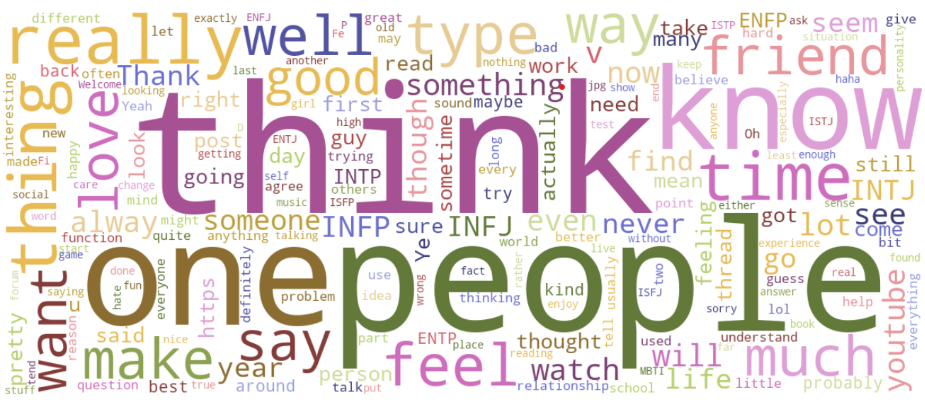 different
exactly
ENFJ
Fe
P
great
old
may
way
take
ISTP
ask
hard
situation
give
really
well
type
seem
let
another
bad
nothing
many
ENFP
personality
back
often
last
read
work
v
now
friend
keep
interesting
Welcome
Thank
good
something
JPG
show
end
believe
haha
looking
Yeah
girl
right
first
sound
maybe
need
know
anyone
especially
ISTJ
new
love
look
think
post
high
guy
though
sometime
actually
test
Oh
thing
happy
made
Fi
getting
ENTJ
day
trying
long
every
find
time
least
enough
still
social
care
change
mind
going
self
agree
INTP
others
try
mean
INTJ
word
music
ISFP
point
either
sense
alway
might
someone
INFP
sure
INFJ
even
never
got
lot
see
come
function
quite
anything
talking
Ye
world
better
without
feeling
thread
go
experience
bit
start
game
everyone
one
people
live
real
found
forum
saying
done
hate
fun
definitely
problem
use
idea
wrong
fact
thinking
rather
kind
enjoy
two
ISFJ
tell
usually
guess
answer
help
everything
want
u
https
sorry
lol
youtube
pretty
reason
said
nice
say
part
ENTP
place
thought
used
will
understand
book
make
year
feel
reading
watch
MBTI
far
much
tend
stuff
question
best
true
around
person
talk
put
relationship
school
life
little
probably